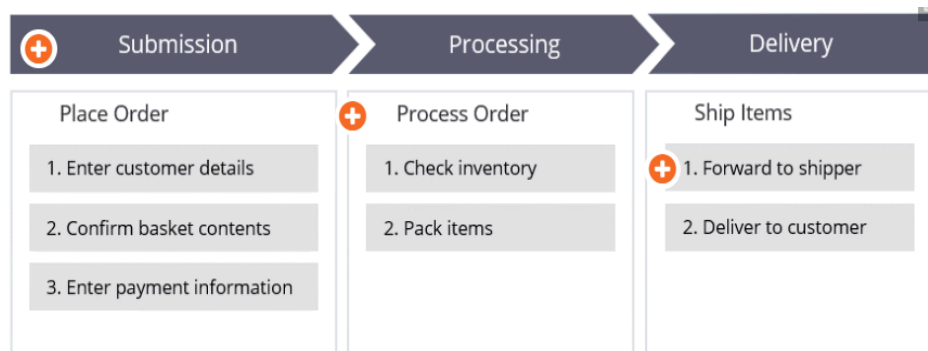 Submission
Processing
Delivery
Place Order
1. Enter customer details
2. Confirm basket contents
3. Enter payment information
Process Order
1. Check inventory
2. Pack items
Ship Items
1. Forward to shipper
2. Deliver to customer